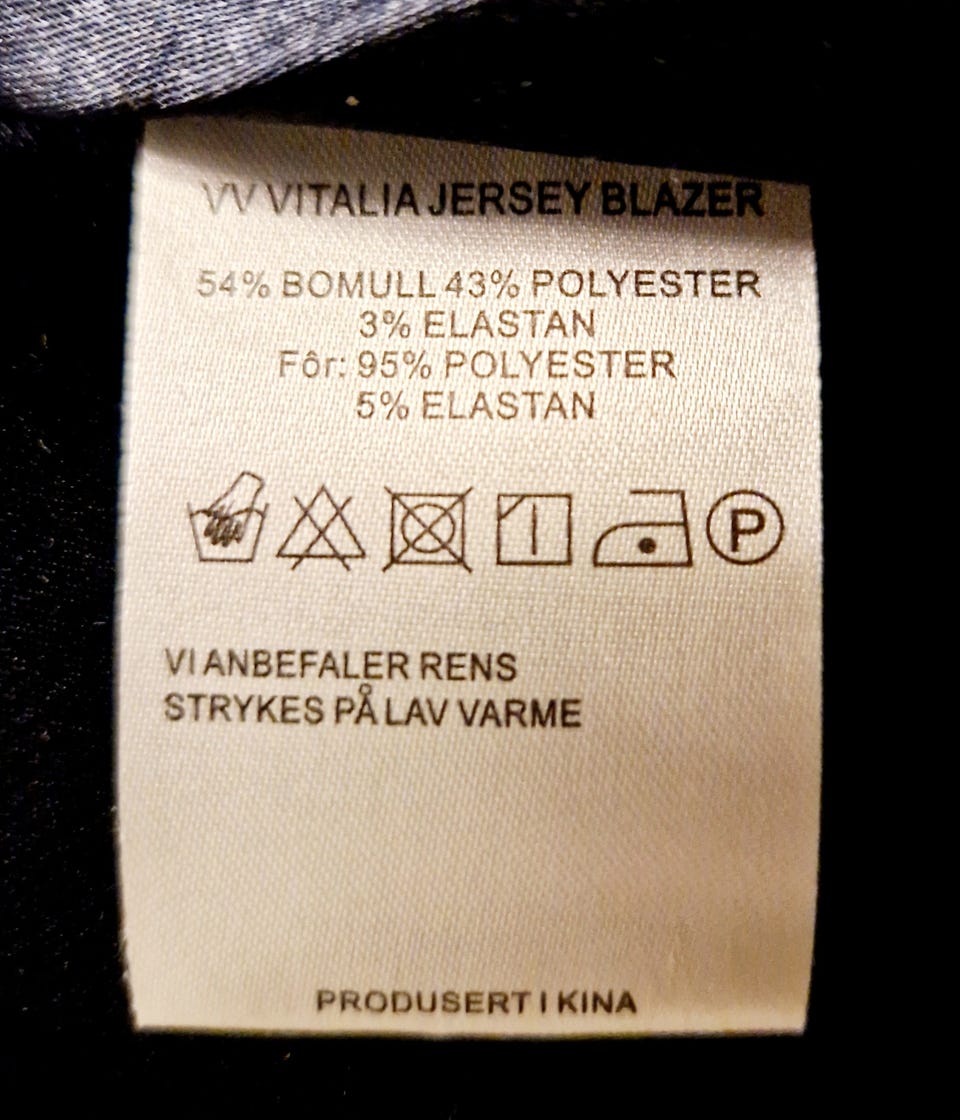 VV VITALIA JERSEY BLAZER
54% BOMULL 43% POLYESTER
3% ELASTAN
Fôr: 95% POLYESTER
5% ELASTAN
P
VI ANBEFALER RENS
STRYKES PÅ LAV VARME
PRODUSERT I KINA